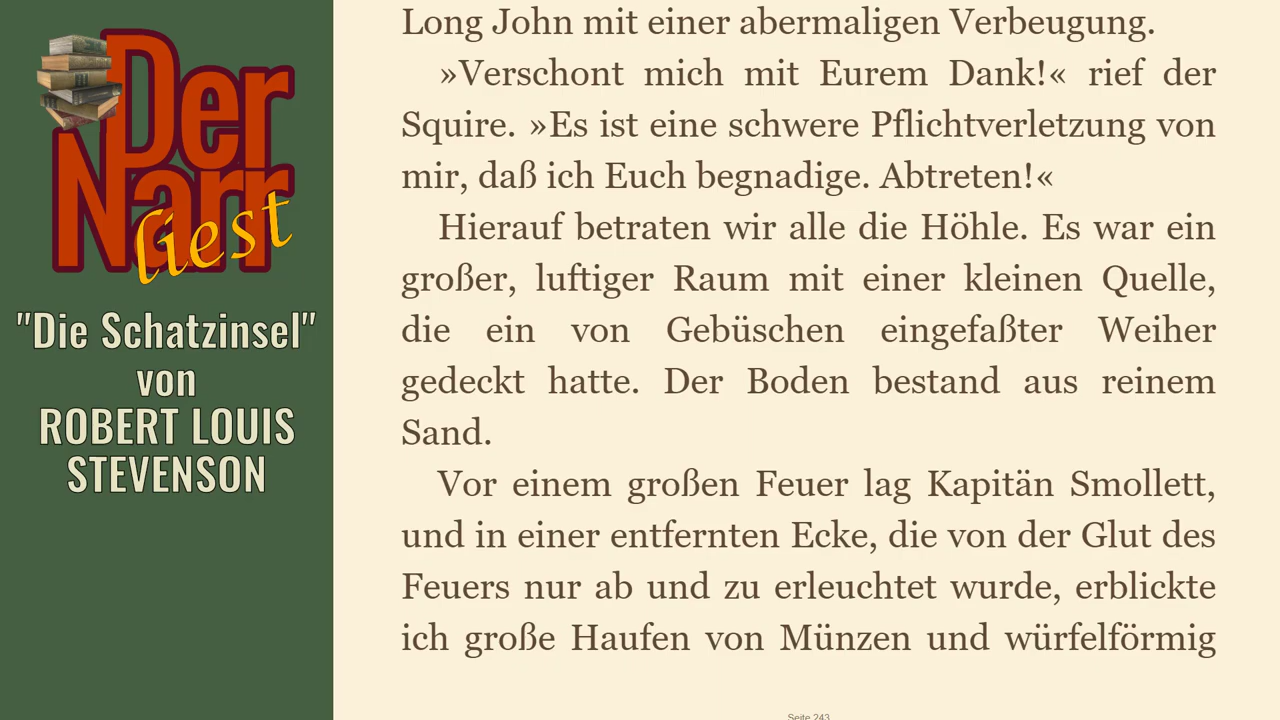 Der
Narr
liest
"Die Schatzinsel"
von
ROBERT LOUIS
STEVENSON
Long John mit einer abermaligen Verbeugung.
»Verschont mich mit Eurem Dank!« rief der
Squire. »Es ist eine schwere Pflichtverletzung von
mir, daß ich Euch begnadige. Abtreten!«
Hierauf betraten wir alle die Höhle. Es war ein
großer, luftiger Raum mit einer kleinen Quelle,
die ein von Gebüschen eingefaßter Weiher
gedeckt hatte. Der Boden bestand aus reinem
Sand.
Vor einem großen Feuer lag Kapitän Smollett,
und in einer entfernten Ecke, die von der Glut des
Feuers nur ab und zu erleuchtet wurde, erblickte
ich große Haufen von Münzen und würfelförmig
Seite 243